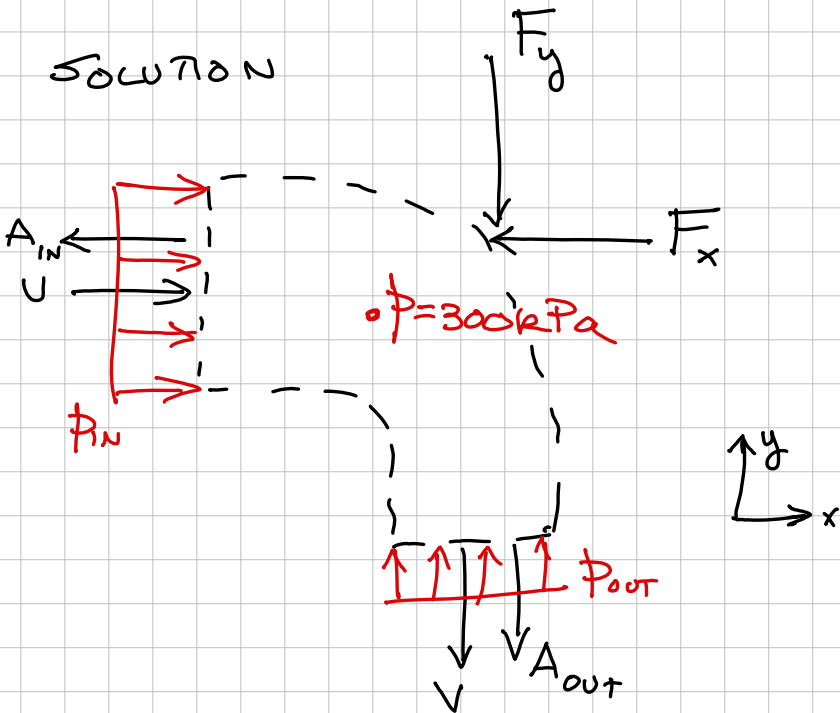 SOLUTION
Fy
AIN
U
Fx
P=300kPa
PIN
y
x
POUT
AOUT
V